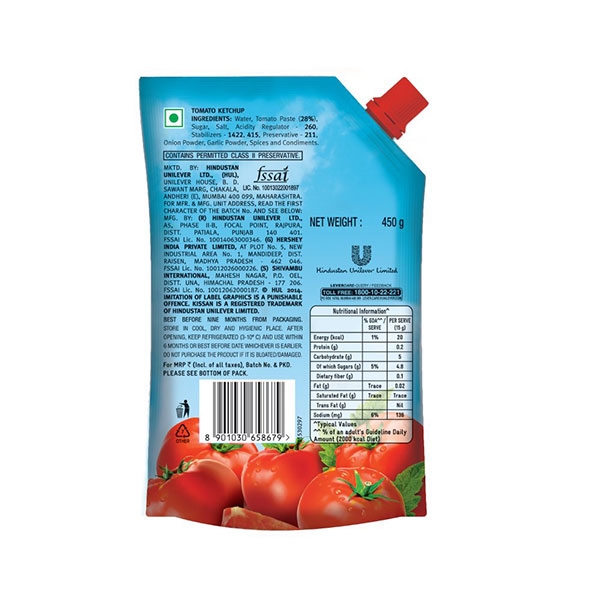 TOMATO KETCHUP
INGREDIENTS: Water, Tomato Paste (28%),
Sugar, Salt, Acidity Regulator - 260,
Stabilizers - 1422, 415, Preservative - 211,
Onion Powder, Garlic Powder, Spices and Condiments.
CONTAINS PERMITTED CLASS II PRESERVATIVE.
MKTD. BY: HINDUSTAN
UNILEVER LTD., (HUL),
UNILEVER HOUSE, B. D.
SAWANT MARG, CHAKALA,
ANDHERI (E), MUMBAI 400 099, MAHARASHTRA.
FOR MFR. & MFG. UNIT ADDRESS, READ THE FIRST
CHARACTER OF THE BATCH No. AND SEE BELOW:
MFG. BY: (R) HINDUSTAN UNILEVER LTD.,
A5, PHASE II-B, FOCAL POINT, RAJPURA,
DISTT. PATIALA, PUNJAB 140 401.
FSSAI Lic. No. 10014063000346. (G) HERSHEY
INDIA PRIVATE LIMITED, AT PLOT No. 5, NEW
INDUSTRIAL AREA No. 1, MANDIDEEP, DIST.
RAISEN, MADHYA PRADESH - 462 046.
FSSAI Lic. No. 10012026000226. (S) SHIVAMBU
INTERNATIONAL, MAHESH NAGAR, P.O. OEL,
DISTT. UNA, HIMACHAL PRADESH - 177 206.
FSSAI Lic. No. 10012062000187. © HUL 2014.
IMITATION OF LABEL GRAPHICS IS A PUNISHABLE
OFFENCE. KISSAN IS A REGISTERED TRADEMARK
OF HINDUSTAN UNILEVER LIMITED.
BEST BEFORE NINE MONTHS FROM PACKAGING.
STORE IN COOL, DRY AND HYGIENIC PLACE. AFTER
OPENING, KEEP REFRIGERATED (3-10° C) AND USE WITHIN
6 MONTHS OR BEST BEFORE DATE WHICHEVER IS EARLIER.
DO NOT PURCHASE THE PRODUCT IF IT IS BLOATED/DAMAGED.
For MRP ₹ (Incl. of all taxes), Batch No. & PKD.
PLEASE SEE BOTTOM OF PACK.
fssai
LIC. No. 10013022001897
NET WEIGHT : 450 g
Hindustan Unilever Limited
LEVERCARE QUERY / FEEDBACK
TOLL FREE: 1800-10-22-221
Nutritional Information^
% GDA^^/ SERVE PER SERVE (15 g)
Energy (kcal) 1% 20
Protein (g) 0.2
Carbohydrate (g) 5
Of which Sugars (g) 5% 4.8
Dietary fiber (g) 0.1
Fat (g) Trace 0.02
Saturated Fat (g) Trace Trace
Trans Fat (g) Nil
Sodium (mg) 6% 136
^Typical Values
^^ % of an adult's Guideline Daily
Amount (2000 kcal Diet)
7
OTHER
8 901030 658679 >